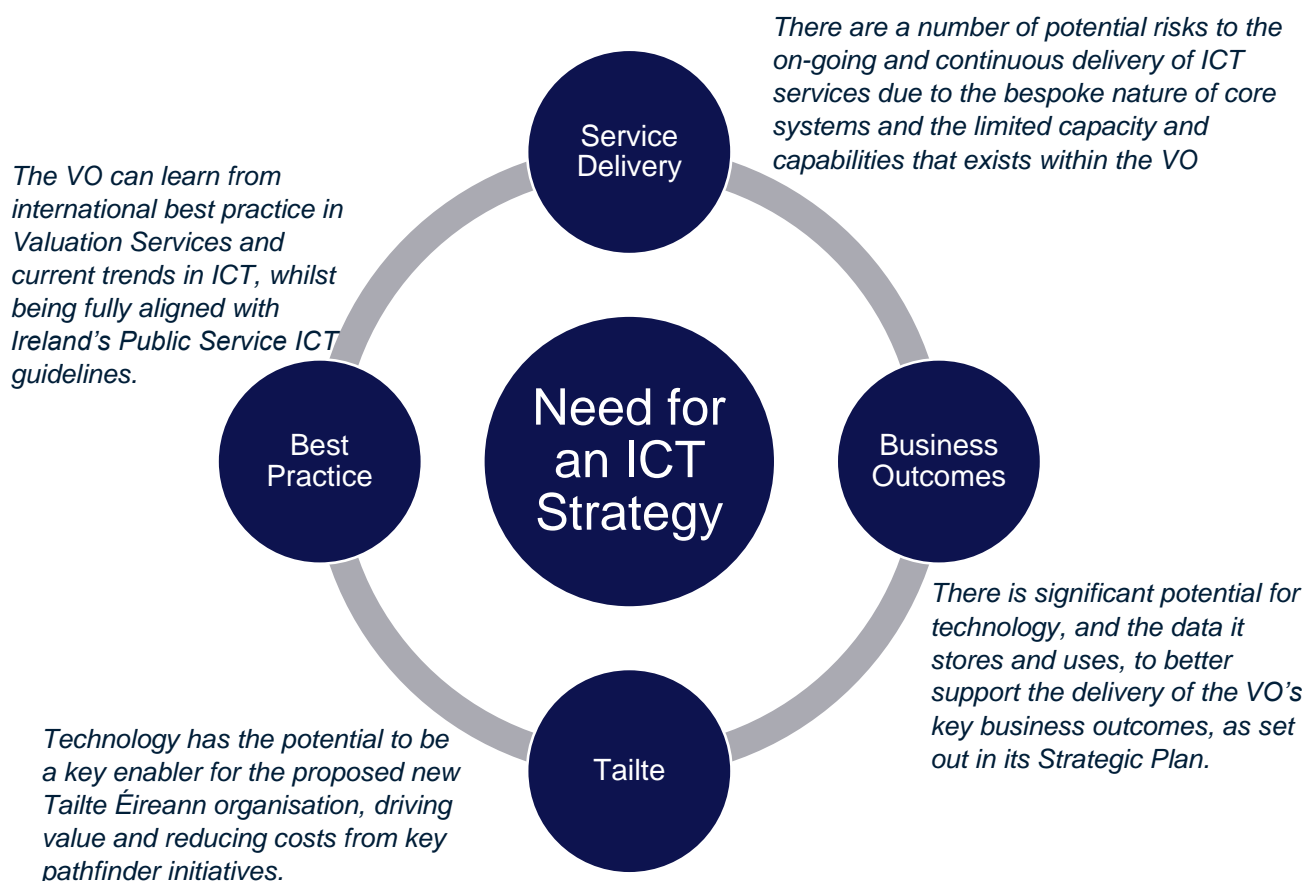 There are a number of potential risks to the
on-going and continuous delivery of ICT
services due to the bespoke nature of core
systems and the limited capacity and
capabilities that exists within the VO
Service
Delivery
The VO can learn from
international best practice in
Valuation Services and
current trends in ICT, whilst
being fully aligned with
Ireland’s Public Service ICT
guidelines.
Best
Practice
Need for
an ICT
Strategy
Business
Outcomes
There is significant potential for
technology, and the data it
stores and uses, to better
support the delivery of the VO’s
key business outcomes, as set
out in its Strategic Plan.
Tailte
Technology has the potential to be
a key enabler for the proposed new
Tailte Éireann organisation, driving
value and reducing costs from key
pathfinder initiatives.